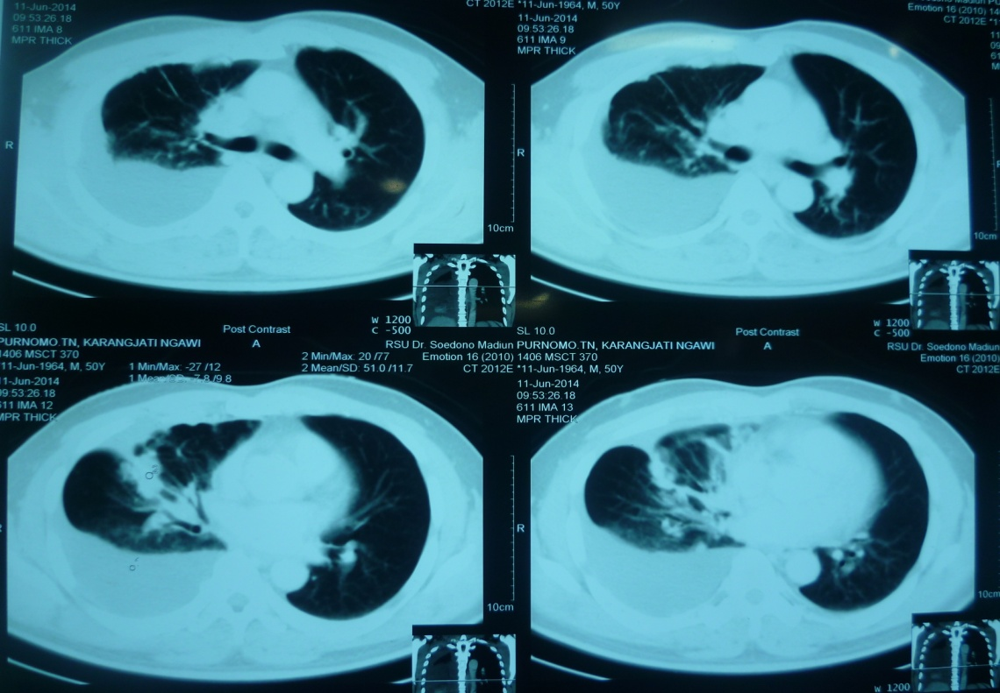 11-Jun-2014
09:53:26.18
611 IMA 8
MPR THICK
R
10cm
SL 10.0
Post Contrast
A
W 1200
C -500
CT 2012E
*11-Jun-1964, M, 50Y
11-Jun-2014
09:53:26.18
611 IMA 9
MPR THICK
Emotion 16 (2010)
CT 2012E
R
10cm
SL 10.0
Post Contrast
A
W 1200
C -500
PURNOMO.TN, KARANGJATI NGAWI
1406 MSCT 370
*11-Jun-1964, M, 50Y
11-Jun-2014
09:53:26.18
611 IMA 12
MPR THICK
1 Min/Max: -27 /12
1 Mean/SD: -7.8 /9.8
2 Min/Max: 20 /77
2 Mean/SD: 51.0 /11.7
RSU Dr. Soedono Madiun
Emotion 16 (2010)
CT 2012E
10cm
PURNOMO.TN, KARANGJATI NGAWI
1406 MSCT 370
*11-Jun-1964, M, 50Y
11-Jun-2014
09:53:26.18
611 IMA 13
MPR THICK
RSU Dr. Soedono Madiun
Emotion 16 (2010)
CT 2012E
R
10cm
W 1200